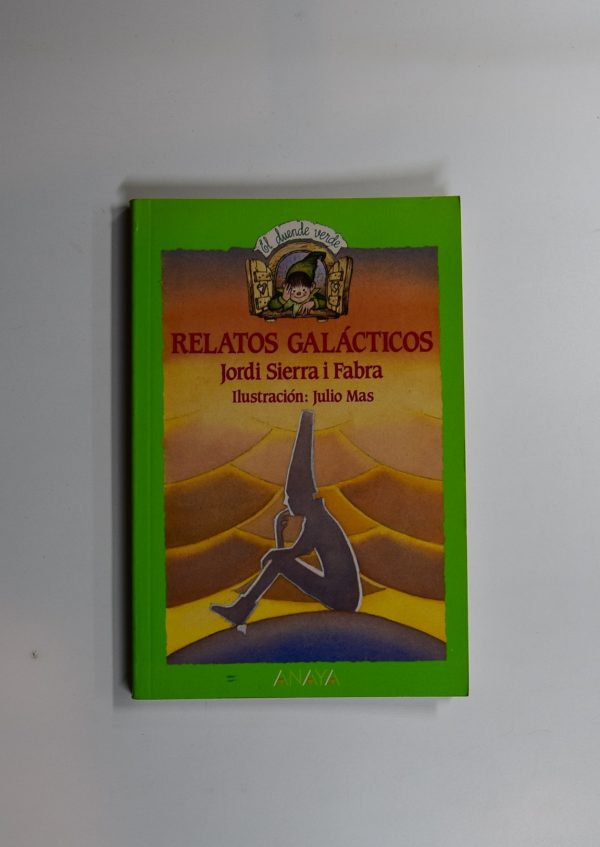 El duende verde
RELATOS GALÁCTICOS
Jordi Sierra i Fabra
Ilustración: Julio Mas
ANAYA